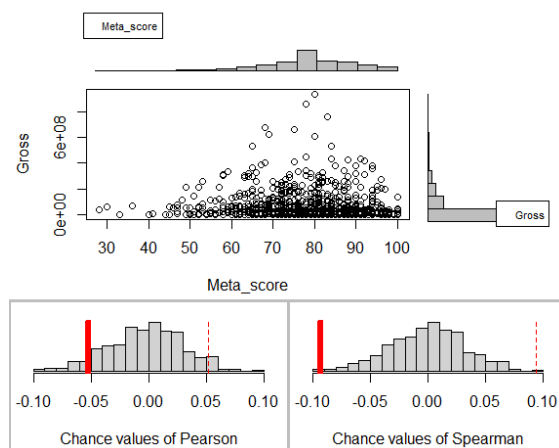 Meta_score
Gross
6e+08
0e+00
Gross
30 40 50 60 70 80 90 100
Meta_score
-0.10 -0.05 0.00 0.05 0.10
Chance values of Pearson
-0.10 -0.05 0.00 0.05 0.10
Chance values of Spearman